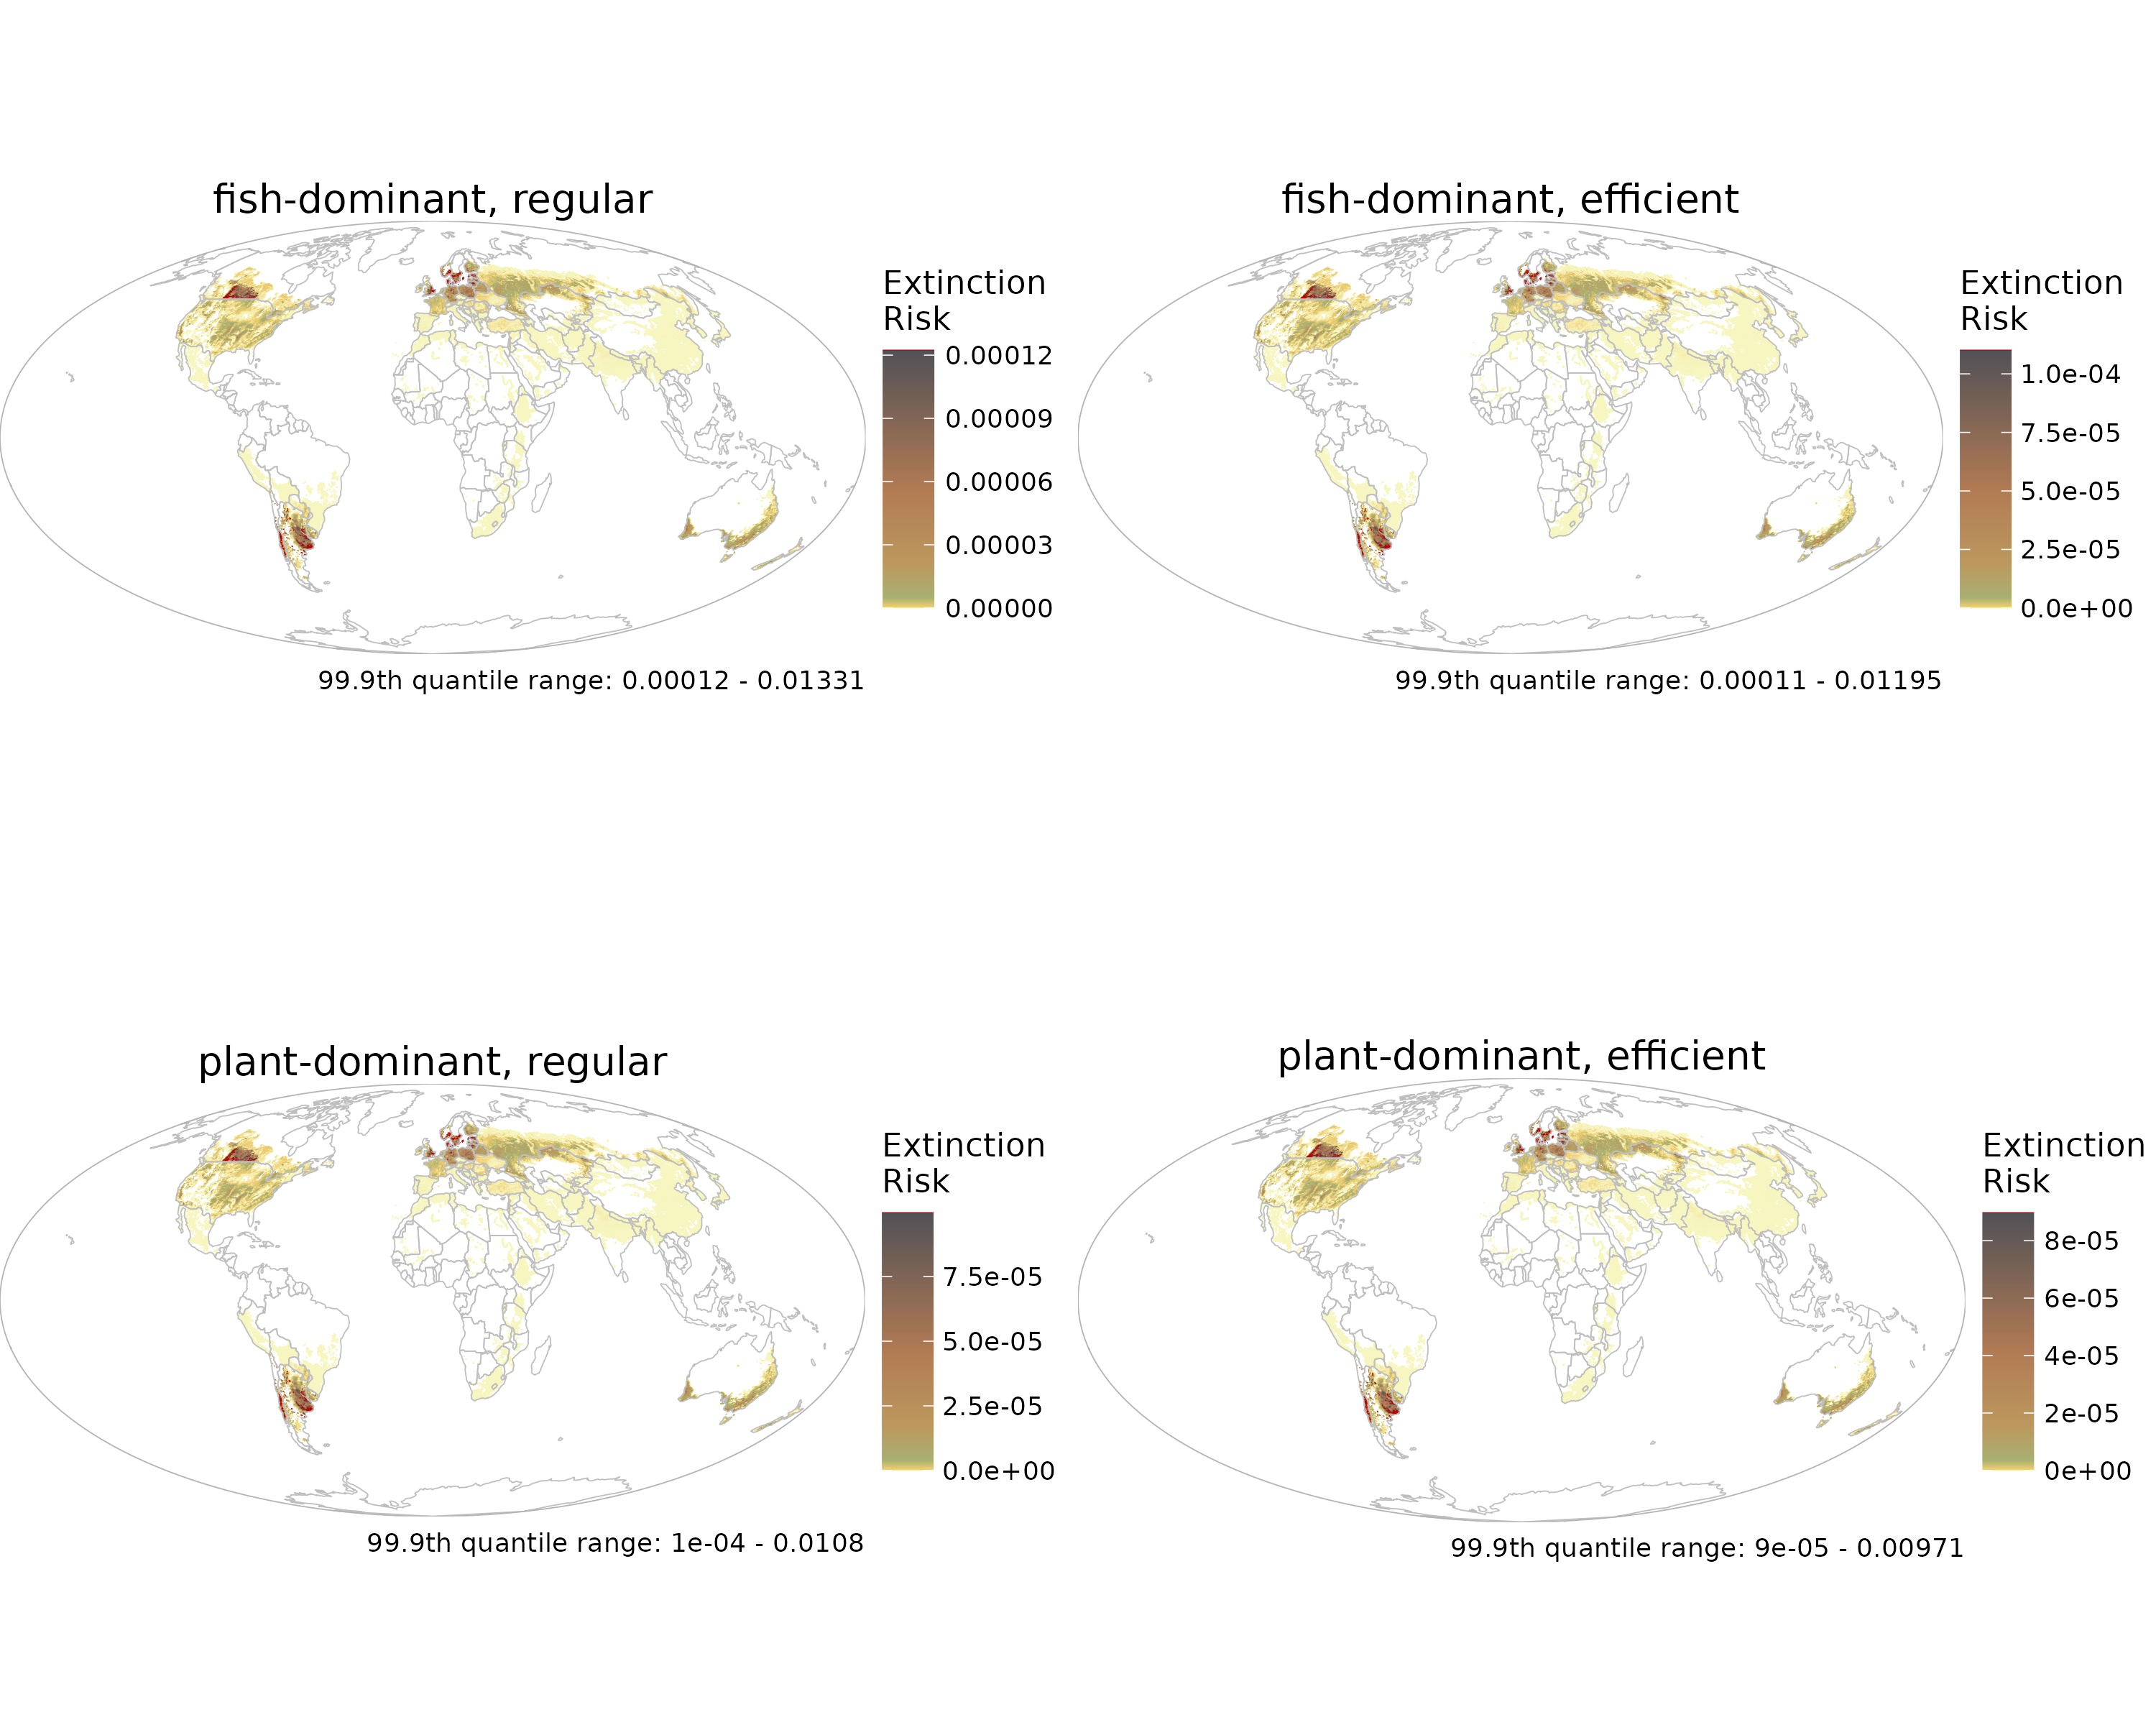 fish-dominant, regular
Extinction
Risk
0.00012
0.00009
0.00006
0.00003
0.00000
99.9th quantile range: 0.00012 - 0.01331
fish-dominant, efficient
Extinction
Risk
1.0e-04
7.5e-05
5.0e-05
2.5e-05
0.0e+00
99.9th quantile range: 0.00011 - 0.01195
plant-dominant, regular
Extinction
Risk
7.5e-05
5.0e-05
2.5e-05
0.0e+00
99.9th quantile range: 1e-04 - 0.0108
plant-dominant, efficient
Extinction
Risk
8e-05
6e-05
4e-05
2e-05
0e+00
99.9th quantile range: 9e-05 - 0.00971